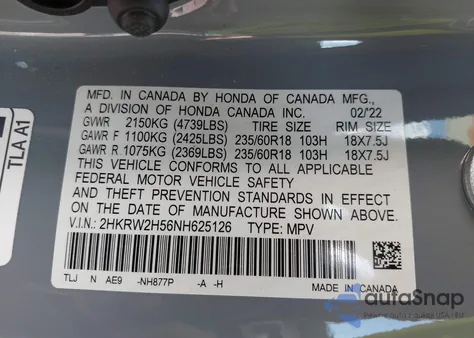 MFD. IN CANADA BY HONDA OF CANADA MFG.,
A DIVISION OF HONDA CANADA INC. 02/'22
GVWR 2150KG (4739LBS) TIRE SIZE RIM SIZE
GAWR F 1100KG (2425LBS) 235/60R18 103H 18X7.5J
GAWR R 1075KG (2369LBS) 235/60R18 103H 18X7.5J
THIS VEHICLE CONFORMS TO ALL APPLICABLE
FEDERAL MOTOR VEHICLE SAFETY
AND THEFT PREVENTION STANDARDS IN EFFECT
ON THE DATE OF MANUFACTURE SHOWN ABOVE.
V.I.N.: 2HKRW2H56NH625126 TYPE: MPV
TLJ N AE9 -NH877P -A -H
MADE IN CANADA
TLA A1
autoSnap